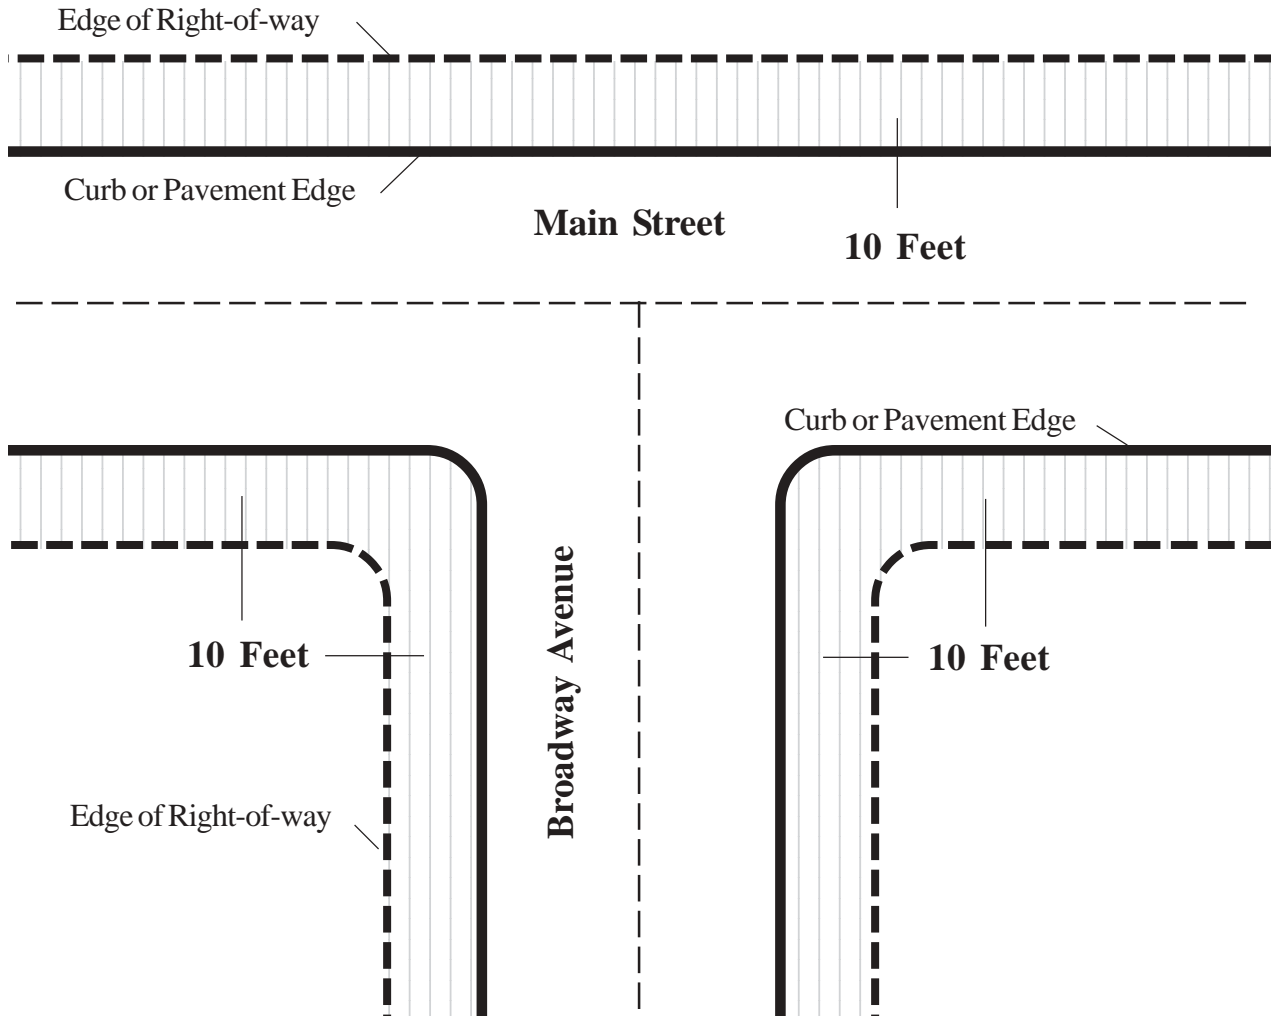 Edge of Right-of-way
Curb or Pavement Edge
Main Street
10 Feet
Curb or Pavement Edge
Broadway Avenue
10 Feet
10 Feet
Edge of Right-of-way